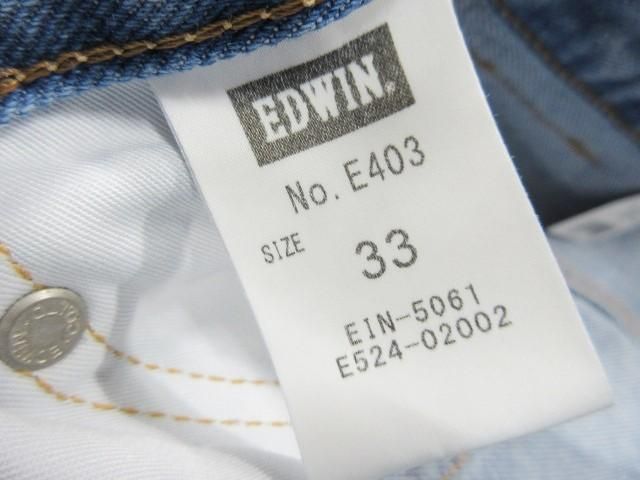 EDWIN.
No. E403
SIZE
33
EIN-5061
E524-02002